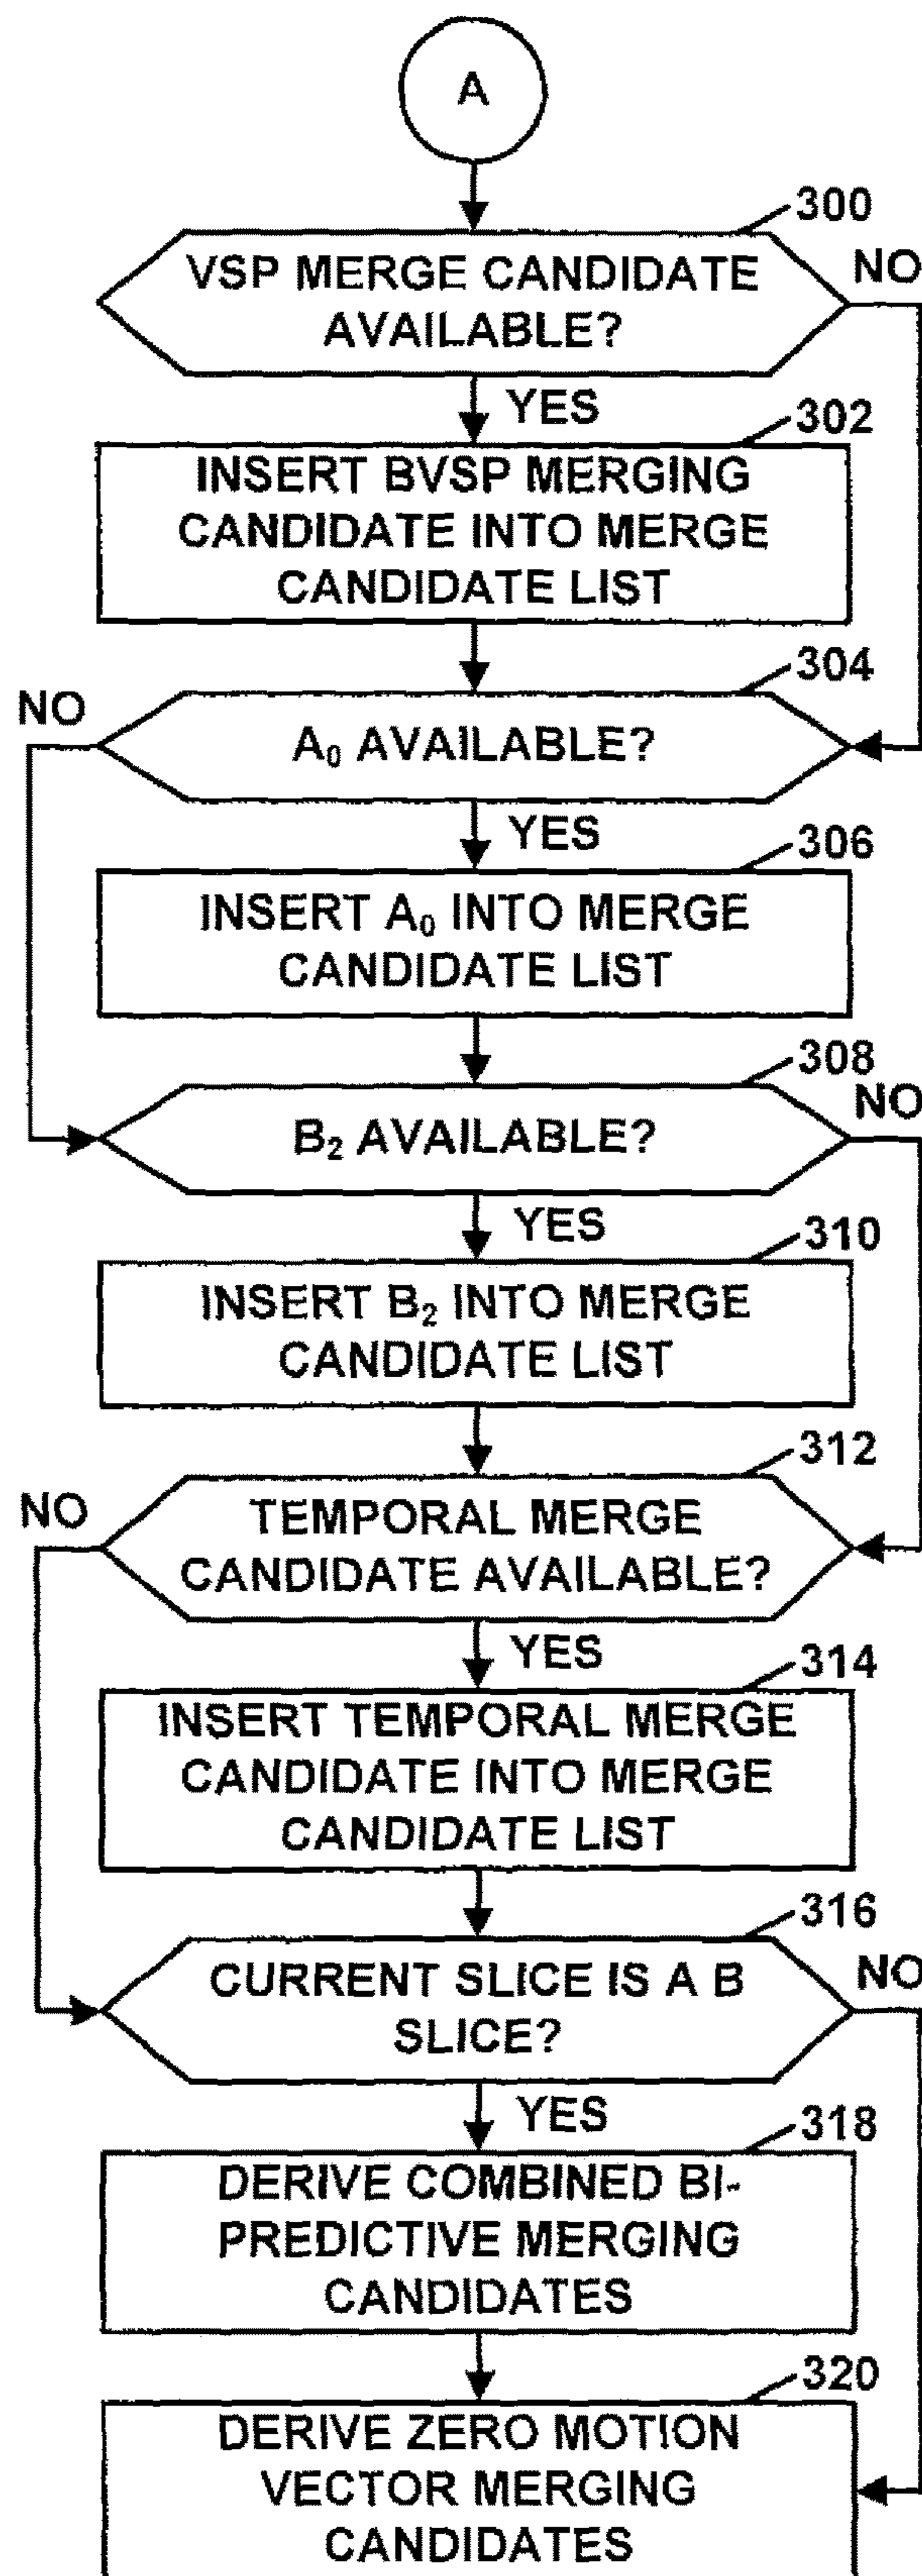 A
300
VSP MERGE CANDIDATE
AVAILABLE?
NO
YES
302
INSERT BVSP MERGING
CANDIDATE INTO MERGE
CANDIDATE LIST
304
NO
A₀ AVAILABLE?
YES
306
INSERT A₀ INTO MERGE
CANDIDATE LIST
308
NO
B₂ AVAILABLE?
YES
310
INSERT B₂ INTO MERGE
CANDIDATE LIST
312
NO
TEMPORAL MERGE
CANDIDATE AVAILABLE?
YES
314
INSERT TEMPORAL MERGE
CANDIDATE INTO MERGE
CANDIDATE LIST
316
CURRENT SLICE IS A B
SLICE?
NO
YES
318
DERIVE COMBINED BI-
PREDICTIVE MERGING
CANDIDATES
320
DERIVE ZERO MOTION
VECTOR MERGING
CANDIDATES